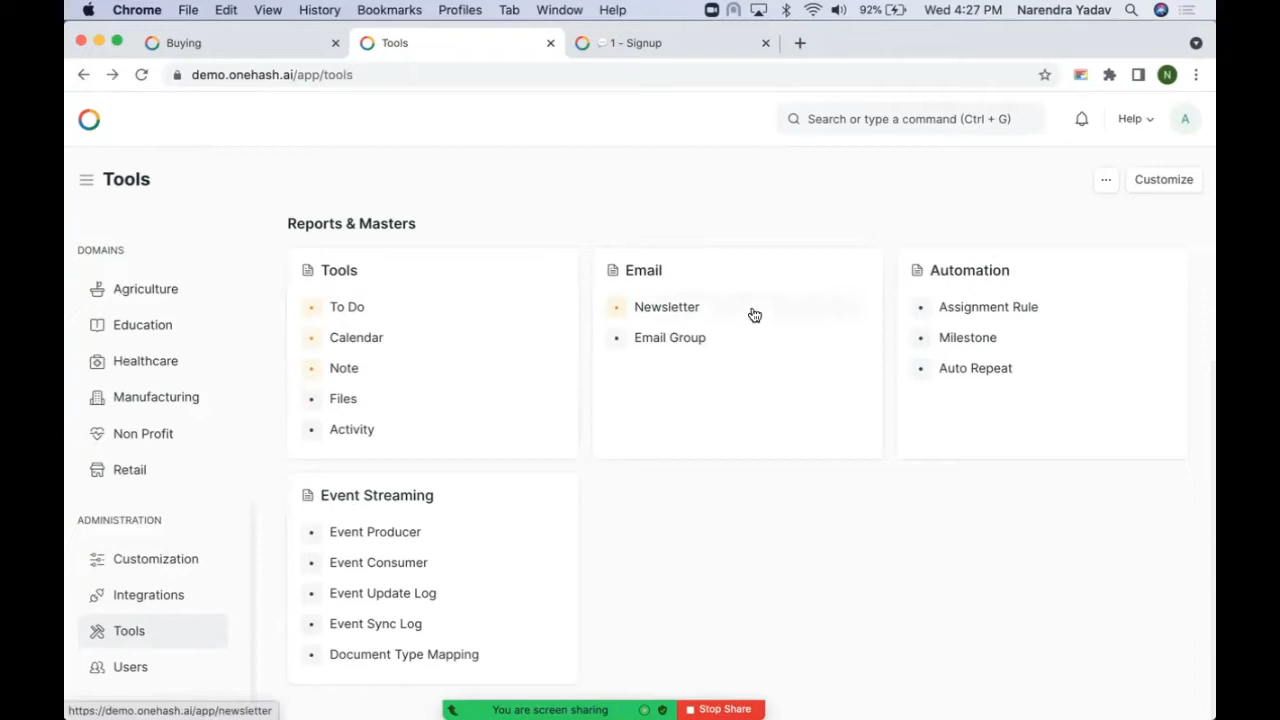 Chrome File Edit View History Bookmarks Profiles Tab Window Help 92% Wed 4:27 PM Narendra Yadav
Buying Tools 1 - Signup
demo.onehash.ai/app/tools N
Search or type a command (Ctrl + G) Help A
Tools ... Customize
Reports & Masters
DOMAINS
Agriculture
Education
Healthcare
Manufacturing
Non Profit
Retail
ADMINISTRATION
Customization
Integrations
Tools
Users
Tools
To Do
Calendar
Note
Files
Activity
Email
Newsletter
Email Group
Automation
Assignment Rule
Milestone
Auto Repeat
Event Streaming
Event Producer
Event Consumer
Event Update Log
Event Sync Log
Document Type Mapping
https://demo.onehash.ai/app/newsletter
You are screen sharing Stop Share